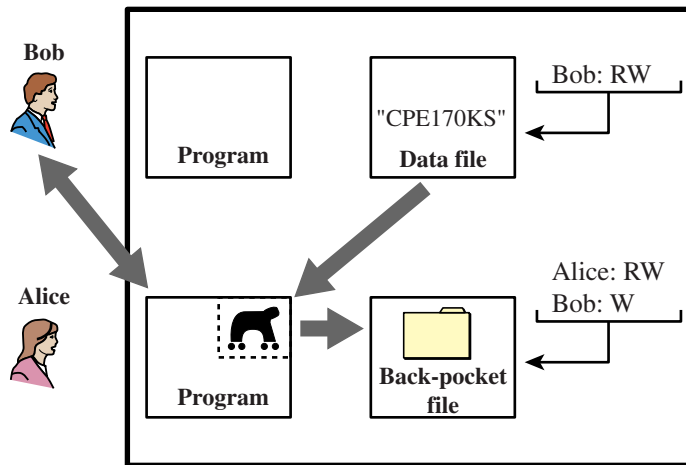 Bob
Program
"CPE170KS"
Data file
Bob: RW
Alice
Program
Back-pocket
file
Alice: RW
Bob: W